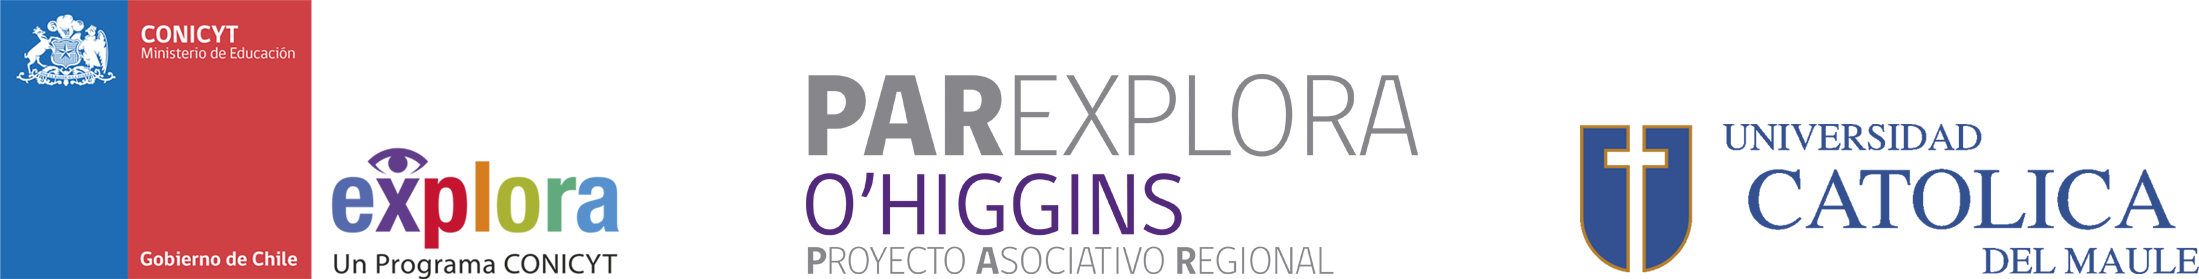 CONICYT
Ministerio de Educación
Gobierno de Chile
explora
Un Programa CONICYT
PAREXPLORA
O’HIGGINS
PROYECTO ASOCIATIVO REGIONAL
UNIVERSIDAD
CATOLICA
DEL MAULE